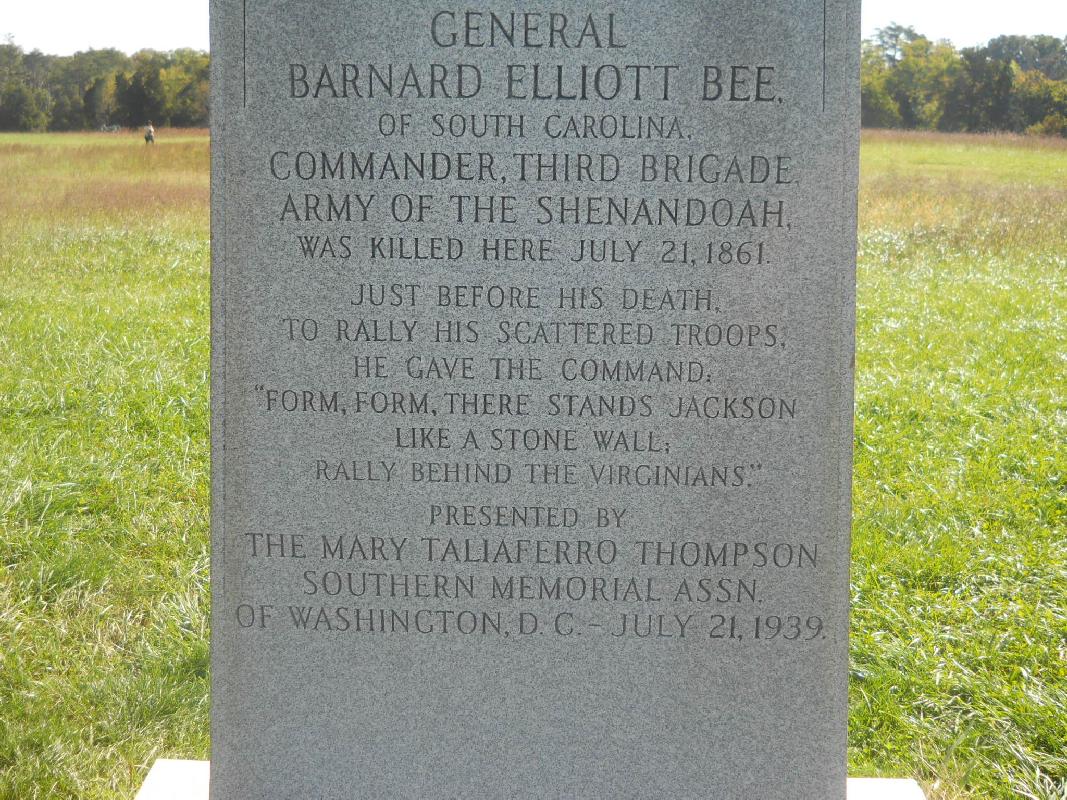 GENERAL
BARNARD ELLIOTT BEE,
OF SOUTH CAROLINA,
COMMANDER, THIRD BRIGADE,
ARMY OF THE SHENANDOAH,
WAS KILLED HERE JULY 21, 1861.
JUST BEFORE HIS DEATH,
TO RALLY HIS SCATTERED TROOPS,
HE GAVE THE COMMAND:
"FORM, FORM, THERE STANDS JACKSON
LIKE A STONE WALL;
RALLY BEHIND THE VIRGINIANS."
PRESENTED BY
THE MARY TALIAFERRO THOMPSON
SOUTHERN MEMORIAL ASSN.
OF WASHINGTON, D. C. – JULY 21, 1939.